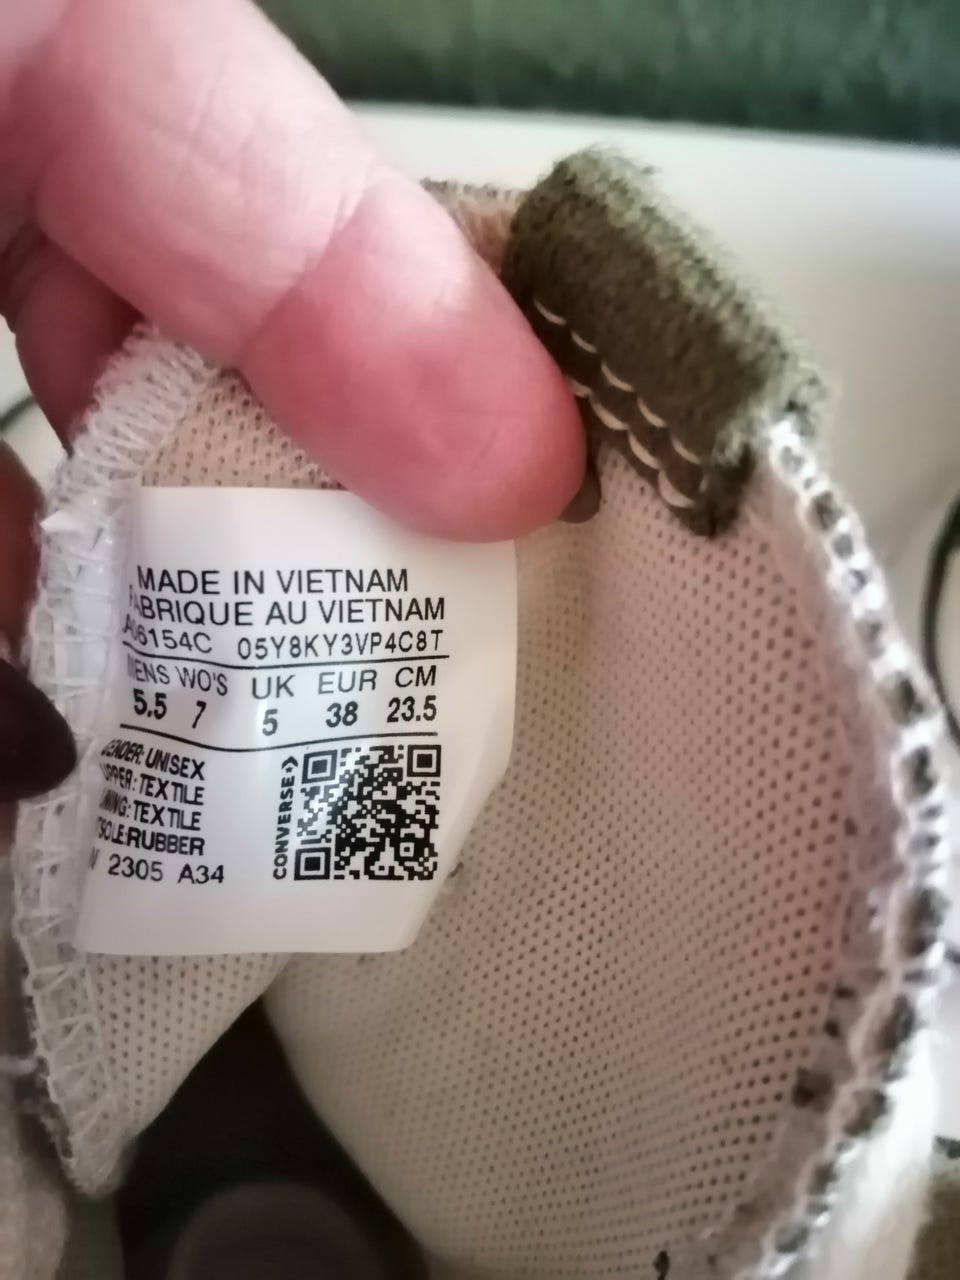 MADE IN VIETNAM
FABRIQUE AU VIETNAM
A06154C 05Y8KY3VP4C8T
MENS WO'S UK EUR CM
5.5 7 5 38 23.5
GENDER: UNISEX
UPPER: TEXTILE
LINING: TEXTILE
OUTSOLE: RUBBER
2305 A34
CONVERSE